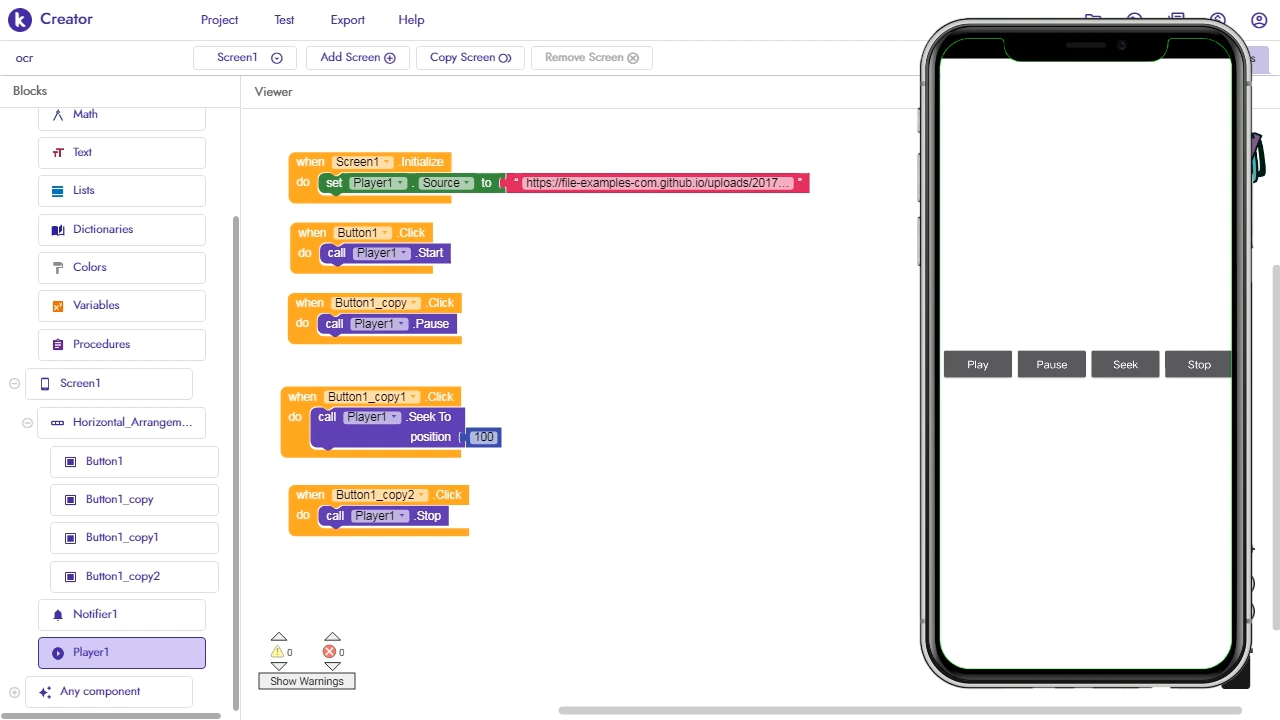 Creator
Project Test Export Help
ocr
Screen1 Add Screen Copy Screen Remove Screen
Blocks
Viewer
Math
Text
Lists
Dictionaries
Colors
Variables
Procedures
Screen1
Horizontal_Arrangem...
Button1
Button1_copy
Button1_copy1
Button1_copy2
Notifier1
Player1
Any component
when Screen1 .Initialize
do set Player1 . Source to " https://file-examples-com.github.io/uploads/2017... "
when Button1 .Click
do call Player1 .Start
when Button1_copy .Click
do call Player1 .Pause
when Button1_copy1 .Click
do call Player1 .Seek To
position 100
when Button1_copy2 .Click
do call Player1 .Stop
0 0
Show Warnings
Play Pause Seek Stop